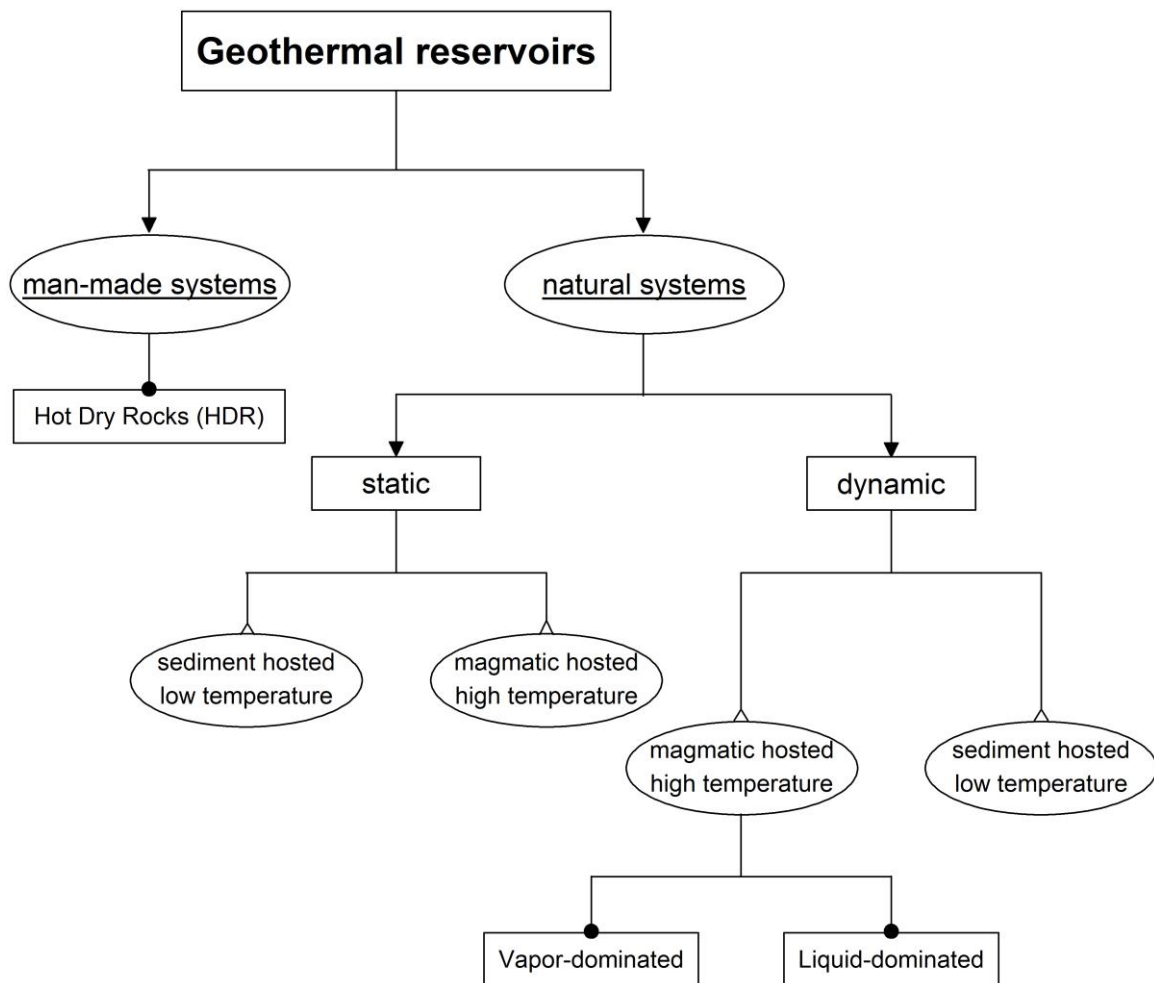 Geothermal reservoirs
man-made systems
natural systems
Hot Dry Rocks (HDR)
static
dynamic
sediment hosted
low temperature
magmatic hosted
high temperature
magmatic hosted
high temperature
sediment hosted
low temperature
Vapor-dominated
Liquid-dominated